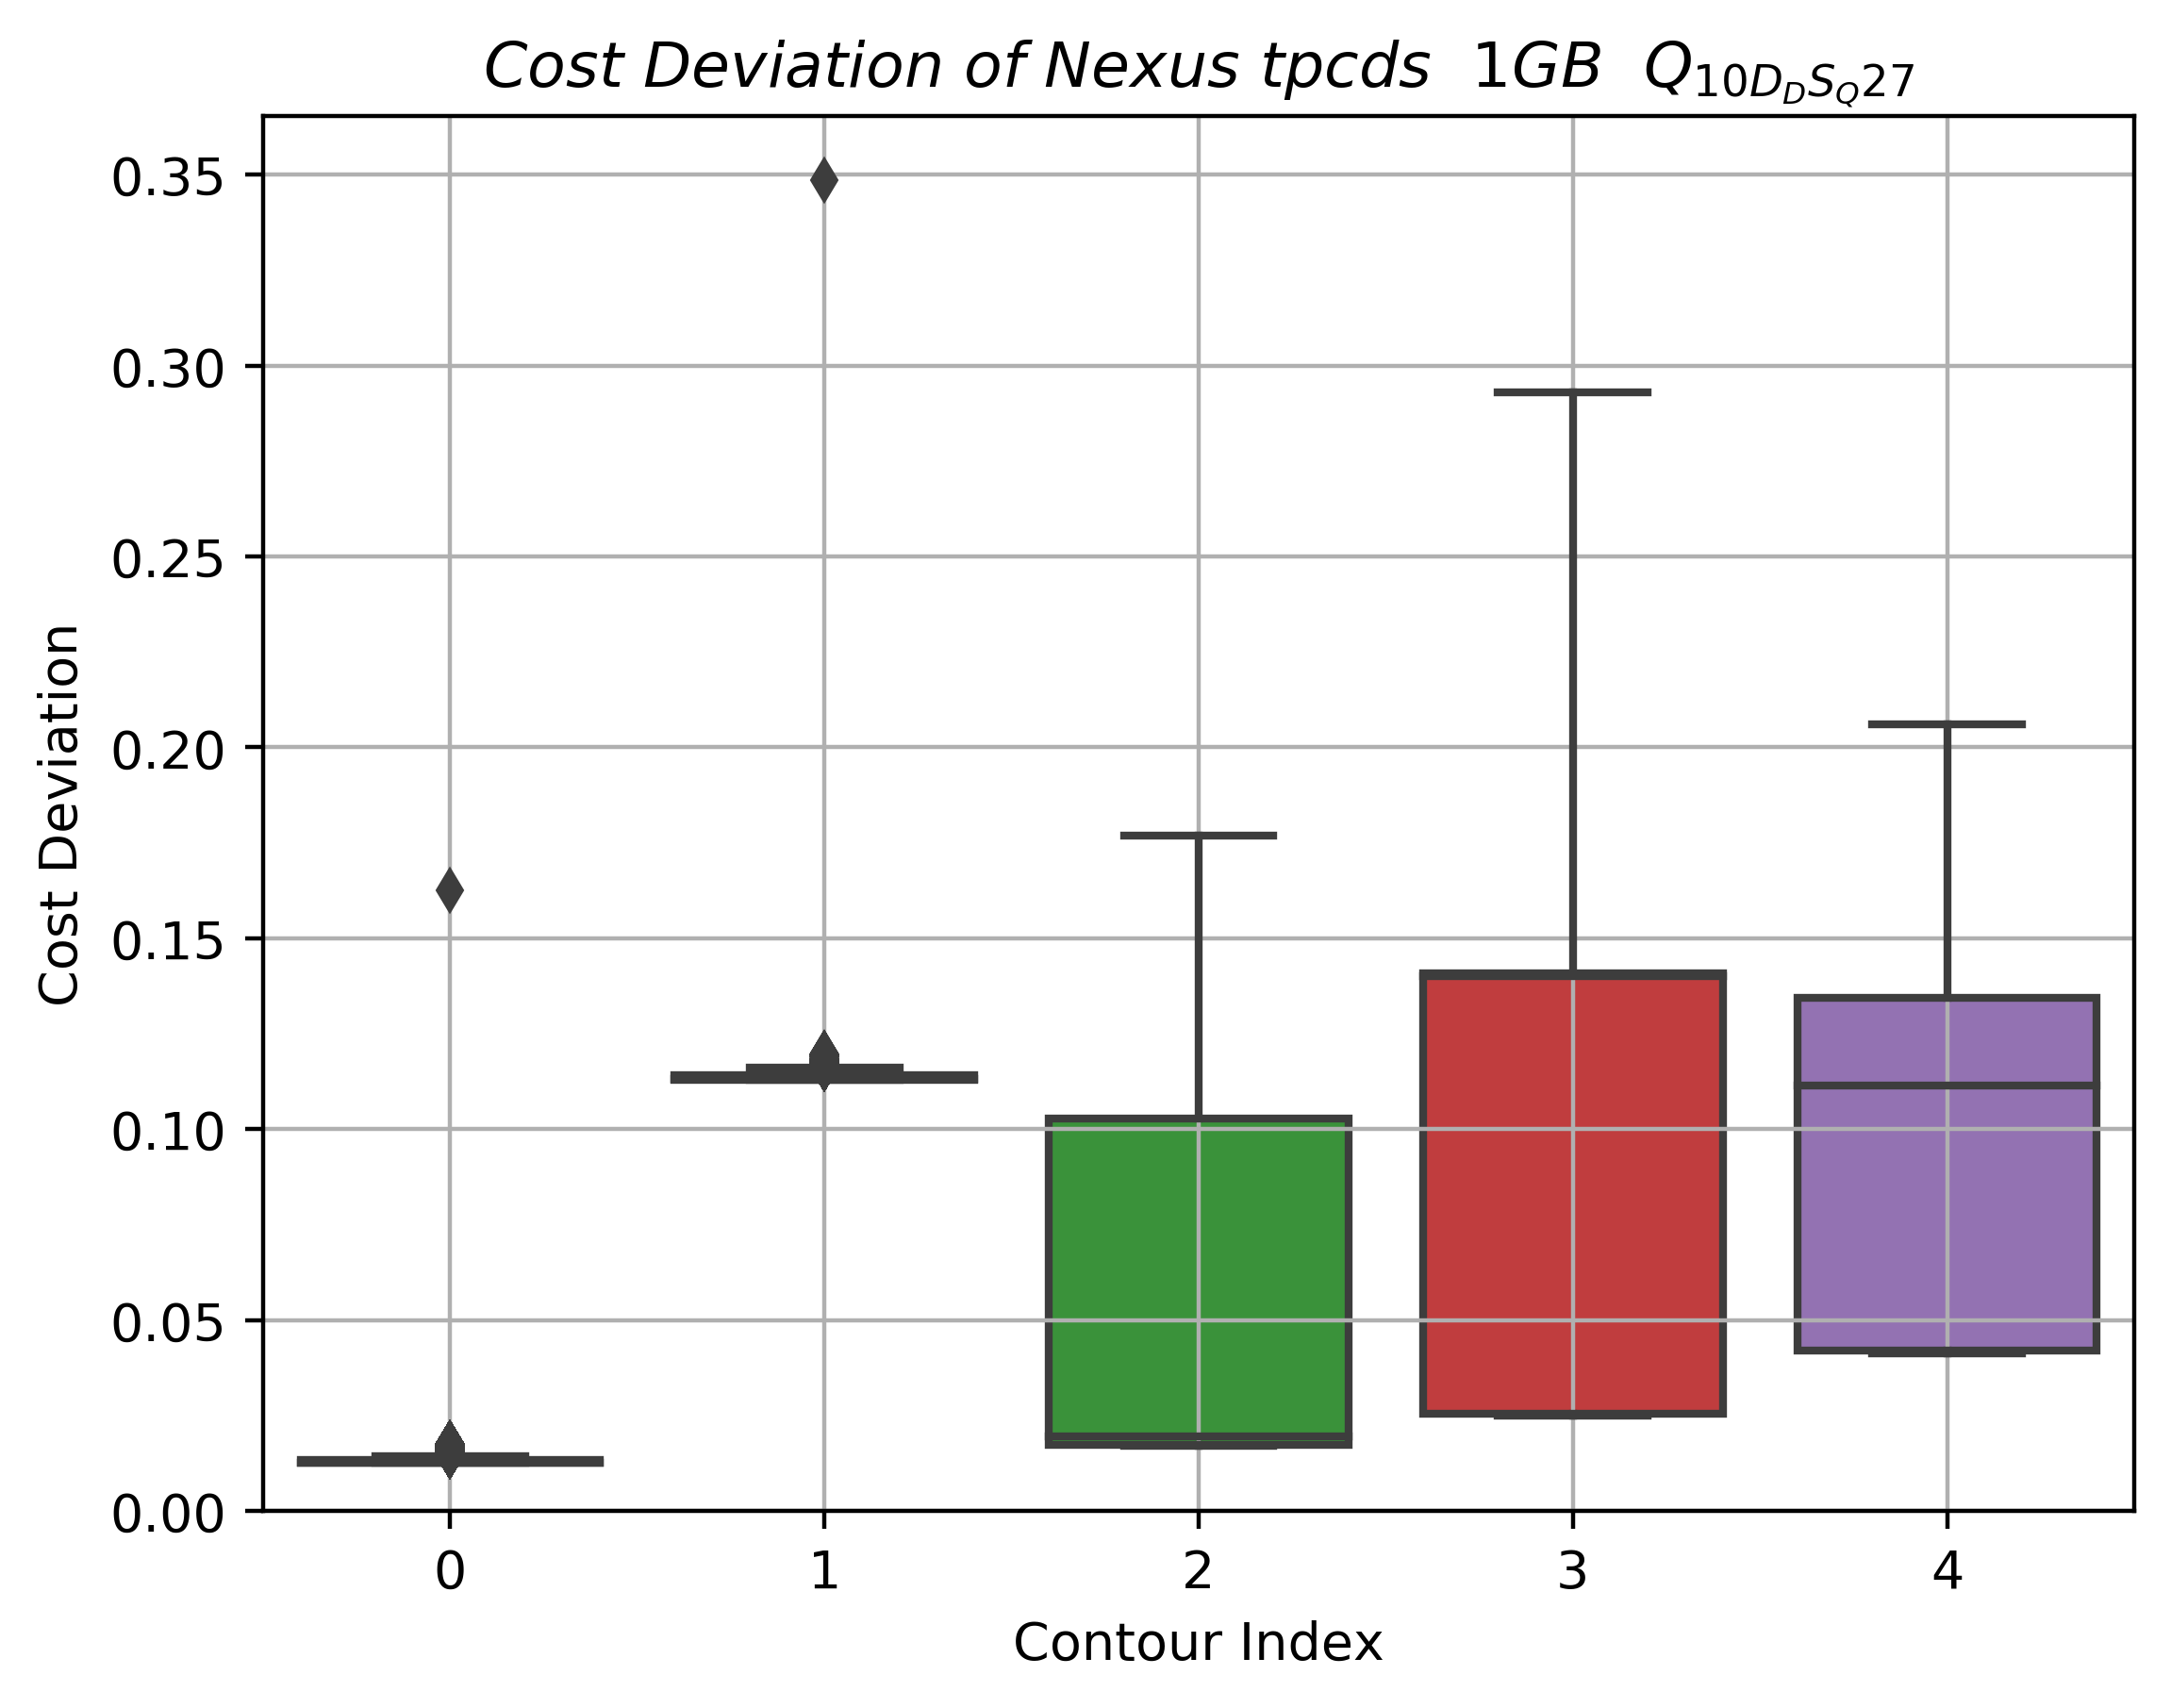 Cost Deviation of Nexus tpcds 1GB Q10DDSQ27
0.35
0.30
0.25
0.20
0.15
0.10
0.05
0.00
Cost Deviation
0 1 2 3 4
Contour Index